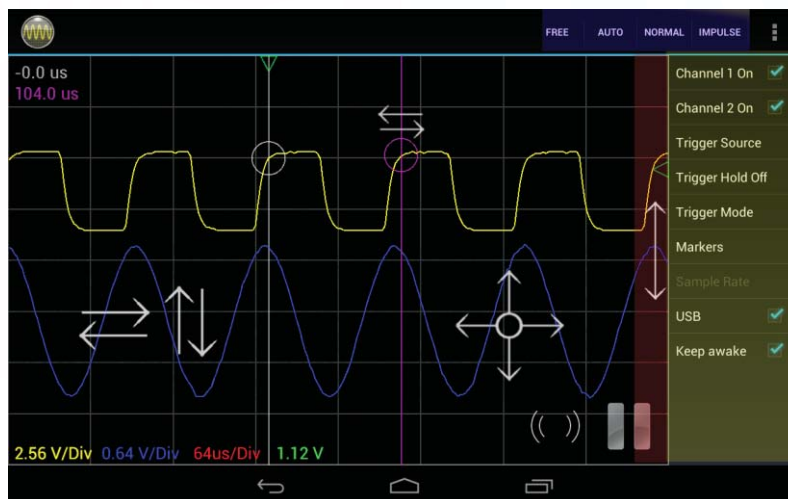 FREE AUTO NORMAL IMPULSE
-0.0 us
104.0 us
Channel 1 On
Channel 2 On
Trigger Source
Trigger Hold Off
Trigger Mode
Markers
Sample Rate
USB
Keep awake
2.56 V/Div 0.64 V/Div 64us/Div 1.12 V